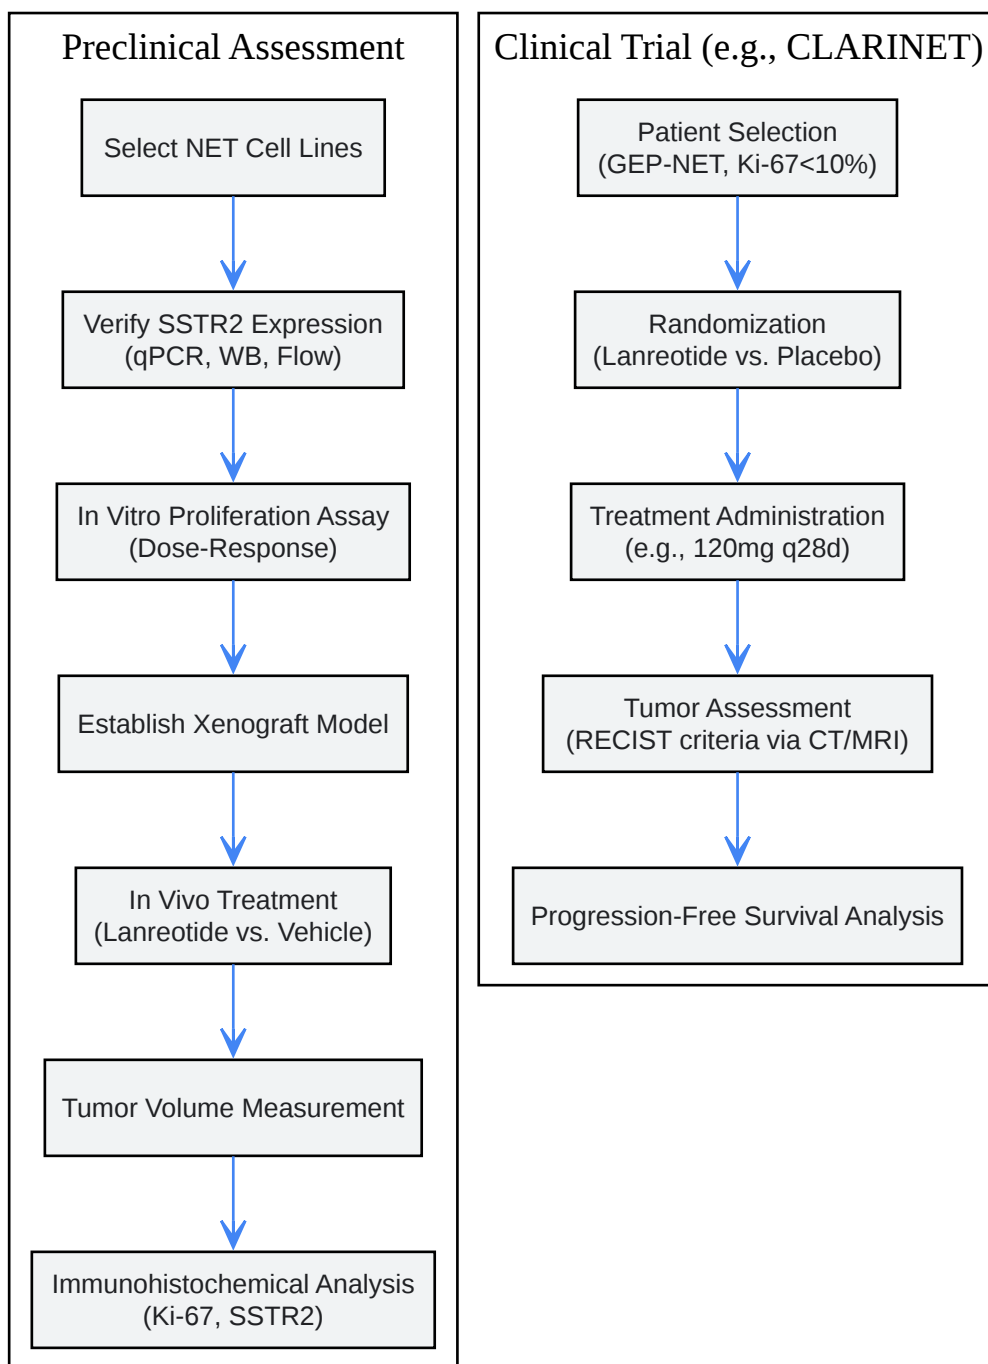 Preclinical Assessment
Select NET Cell Lines
Verify SSTR2 Expression
(qPCR, WB, Flow)
In Vitro Proliferation Assay
(Dose-Response)
Establish Xenograft Model
In Vivo Treatment
(Lanreotide vs. Vehicle)
Tumor Volume Measurement
Immunohistochemical Analysis
(Ki-67, SSTR2)
Clinical Trial (e.g., CLARINET)
Patient Selection
(GEP-NET, Ki-67<10%)
Randomization
(Lanreotide vs. Placebo)
Treatment Administration
(e.g., 120mg q28d)
Tumor Assessment
(RECIST criteria via CT/MRI)
Progression-Free Survival Analysis